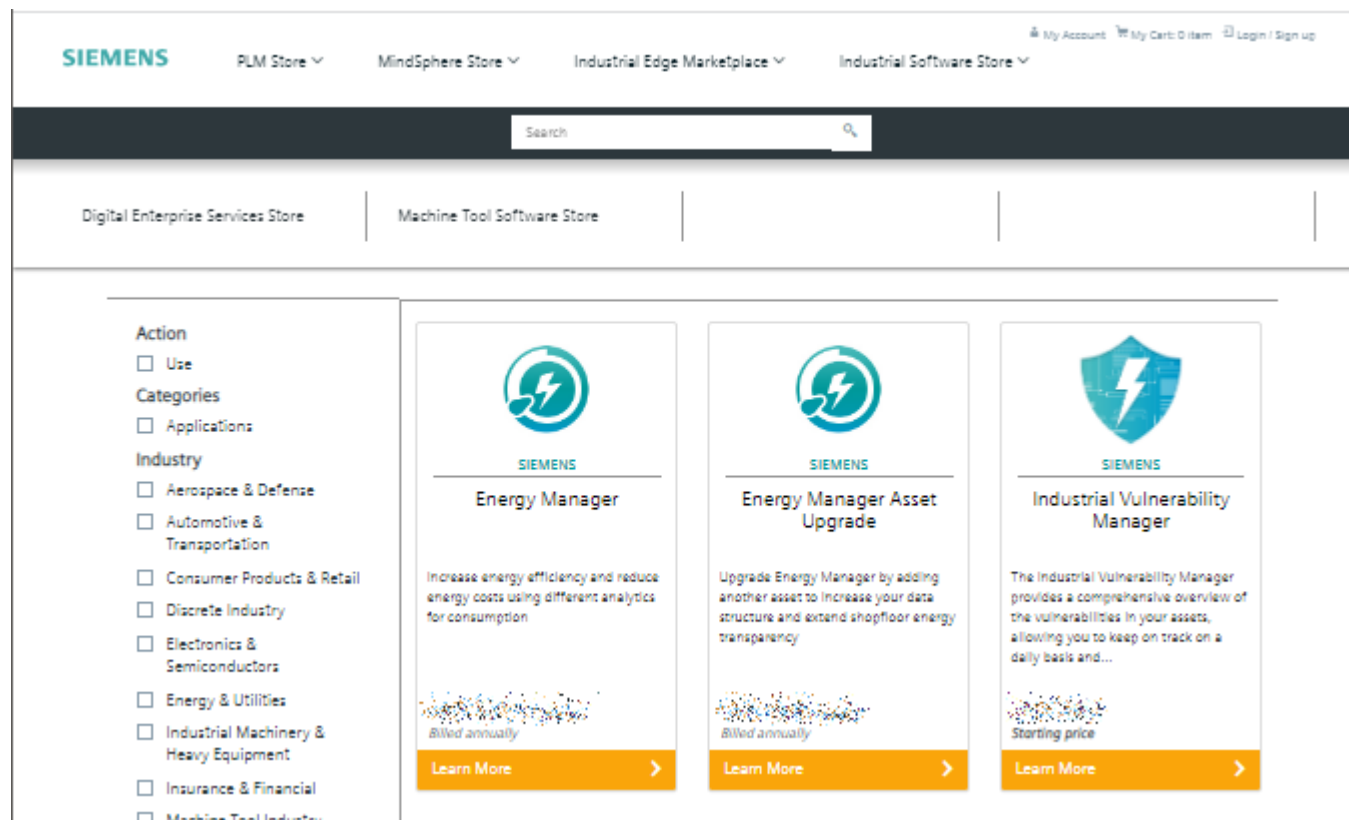 My Account My Cart: 0 item Login / Sign up
SIEMENS PLM Store MindSphere Store Industrial Edge Marketplace Industrial Software Store
Search
Digital Enterprise Services Store Machine Tool Software Store
Action
Use
Categories
Applications
Industry
Aerospace & Defense
Automotive &
Transportation
Consumer Products & Retail
Discrete Industry
Electronics &
Semiconductors
Energy & Utilities
Industrial Machinery &
Heavy Equipment
Insurance & Financial
Machine Tool Industry
SIEMENS
Energy Manager
Increase energy efficiency and reduce
energy costs using different analytics
for consumption
Billed annually
Learn More
SIEMENS
Energy Manager Asset
Upgrade
Upgrade Energy Manager by adding
another asset to increase your data
structure and extend shopfloor energy
transparency
Billed annually
Learn More
SIEMENS
Industrial Vulnerability
Manager
The Industrial Vulnerability Manager
provides a comprehensive overview of
the vulnerabilities in your assets,
allowing you to keep on track on a
daily basis and...
Starting price
Learn More